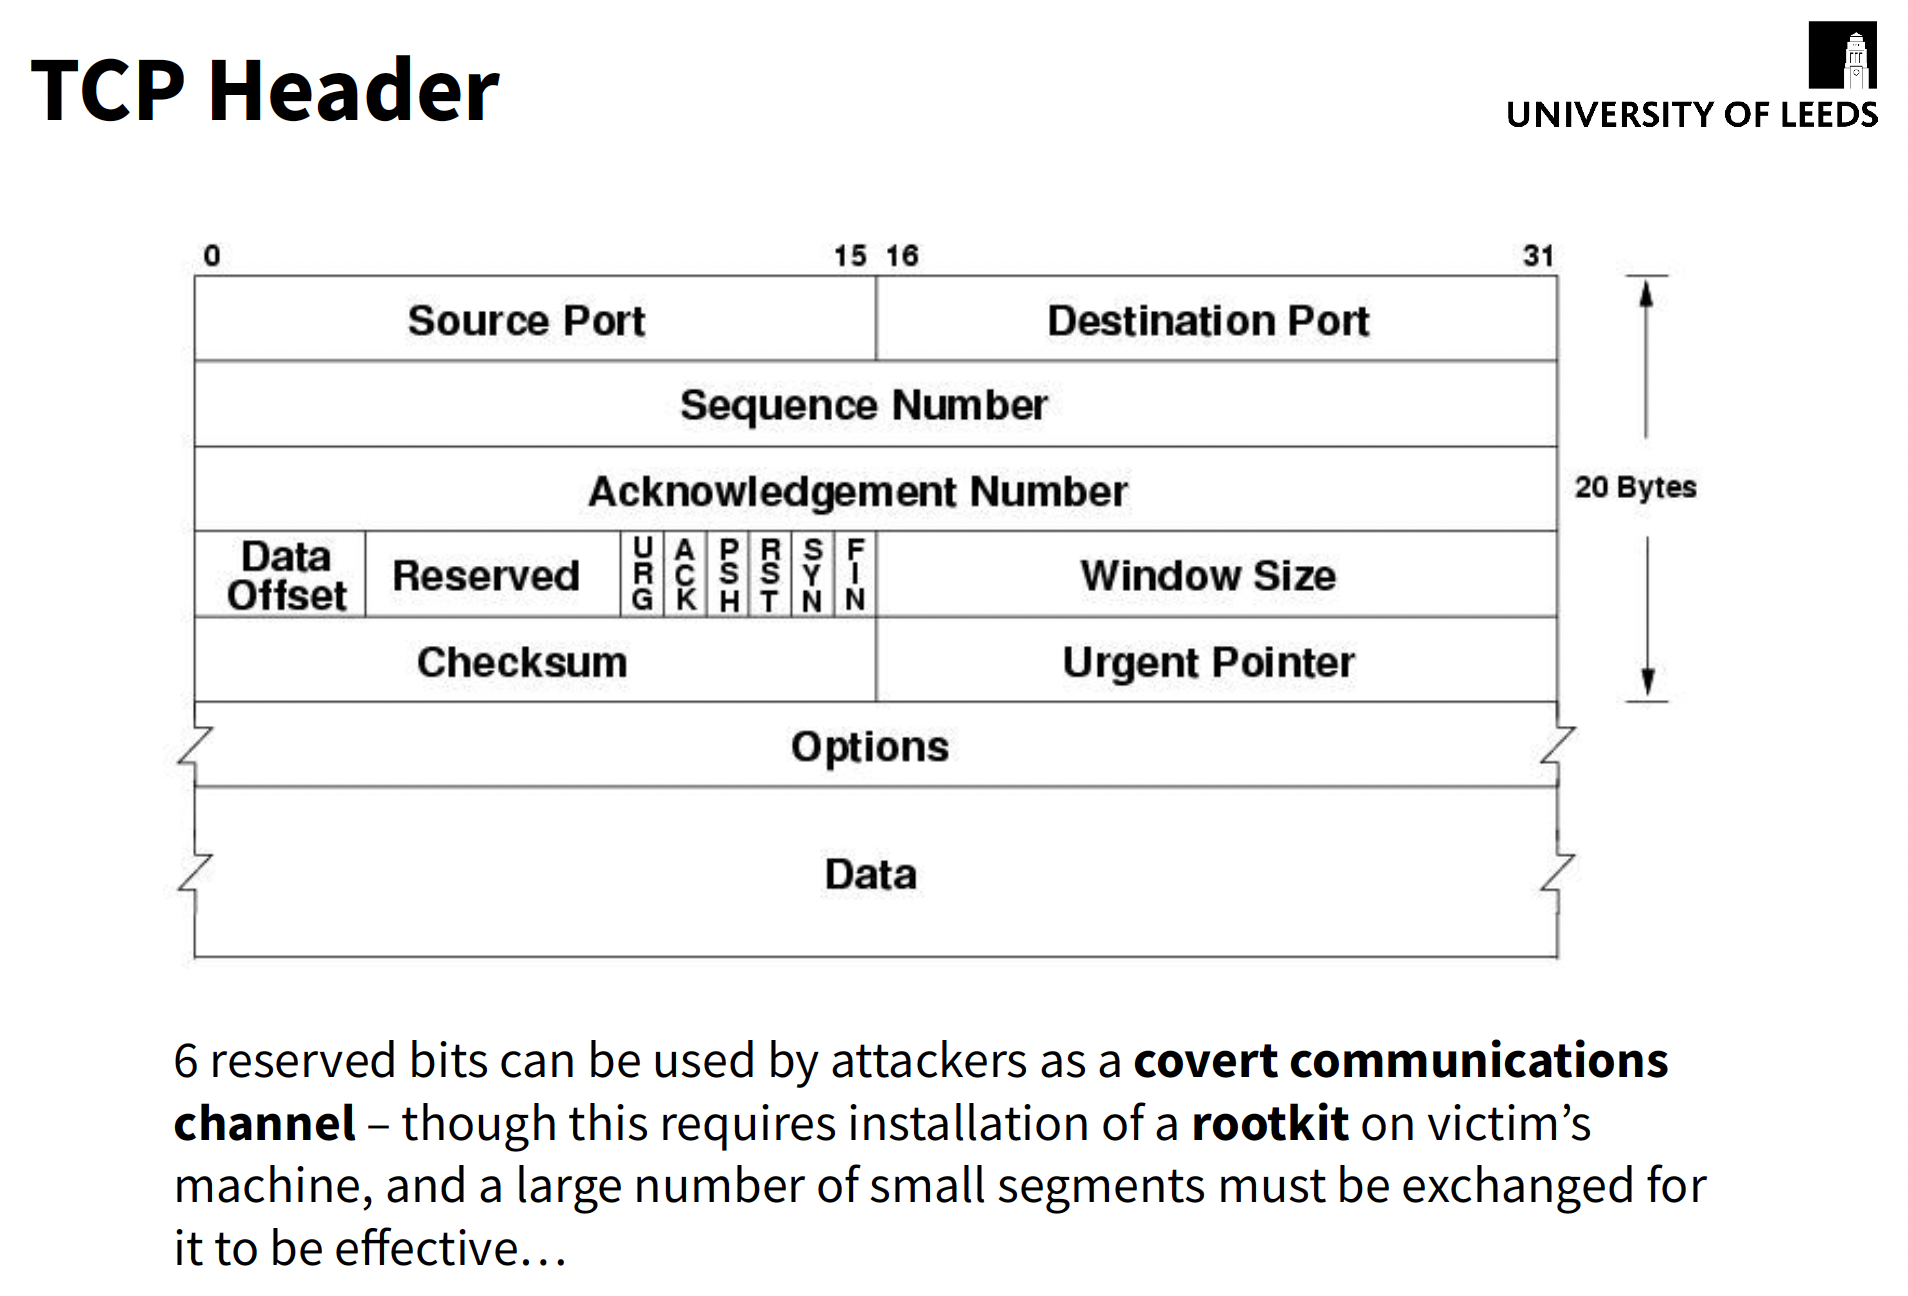 TCP Header
UNIVERSITY OF LEEDS
0 15 16 31
Source Port Destination Port
Sequence Number
Acknowledgement Number
20 Bytes
Data Offset Reserved URG ACK PSH RST SYN FIN Window Size
Checksum Urgent Pointer
Options
Data
6 reserved bits can be used by attackers as a covert communications
channel – though this requires installation of a rootkit on victim’s
machine, and a large number of small segments must be exchanged for
it to be effective…